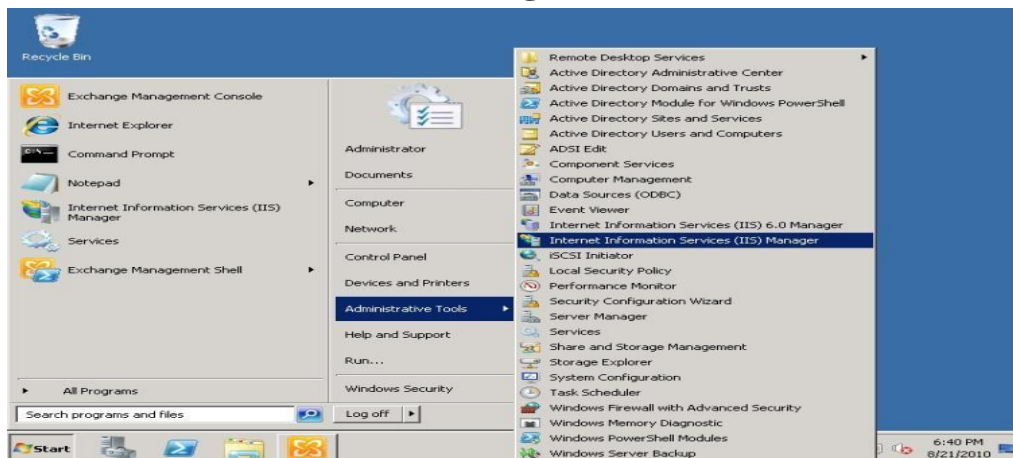 Recycle Bin
Exchange Management Console
Internet Explorer
Command Prompt
Notepad
Internet Information Services (IIS)
Manager
Services
Exchange Management Shell
All Programs
Search programs and files
Administrator
Documents
Computer
Network
Control Panel
Devices and Printers
Administrative Tools
Help and Support
Run...
Windows Security
Log off
Remote Desktop Services
Active Directory Administrative Center
Active Directory Domains and Trusts
Active Directory Module for Windows PowerShell
Active Directory Sites and Services
Active Directory Users and Computers
ADSI Edit
Component Services
Computer Management
Data Sources (ODBC)
Event Viewer
Internet Information Services (IIS) 6.0 Manager
Internet Information Services (IIS) Manager
iSCSI Initiator
Local Security Policy
Performance Monitor
Security Configuration Wizard
Server Manager
Services
Share and Storage Management
Storage Explorer
System Configuration
Task Scheduler
Windows Firewall with Advanced Security
Windows Memory Diagnostic
Windows PowerShell Modules
Windows Server Backup
Start
6:40 PM
8/21/2010